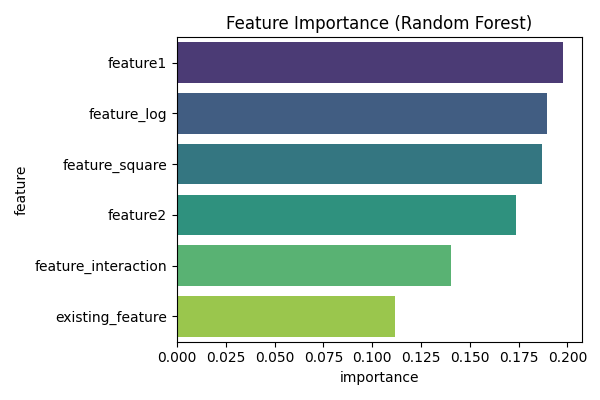 Feature Importance (Random Forest)
feature1
feature_log
feature_square
feature2
feature_interaction
existing_feature
feature
0.000 0.025 0.050 0.075 0.100 0.125 0.150 0.175 0.200
importance